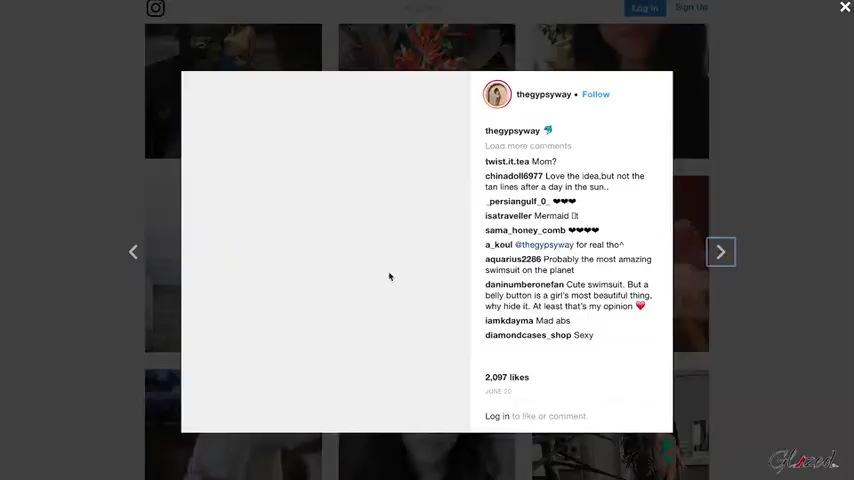 Log In
Sign Up
thegypsyway • Follow
thegypsyway
Load more comments
twist.it.tea Mom?
chinadoll6977 Love the idea,but not the
tan lines after a day in the sun..
_persiangulf_0_ ❤❤❤
isatraveller Mermaid
sama_honey_comb ❤❤❤❤
a_koul @thegypsyway for real tho^
aquarius2286 Probably the most amazing
swimsuit on the planet
daninumberonefan Cute swimsuit. But a
belly button is a girl's most beautiful thing,
why hide it. At least that's my opinion
iamkdayma Mad abs
diamondcases_shop Sexy
2,097 likes
Log in to like or comment.
Glazed